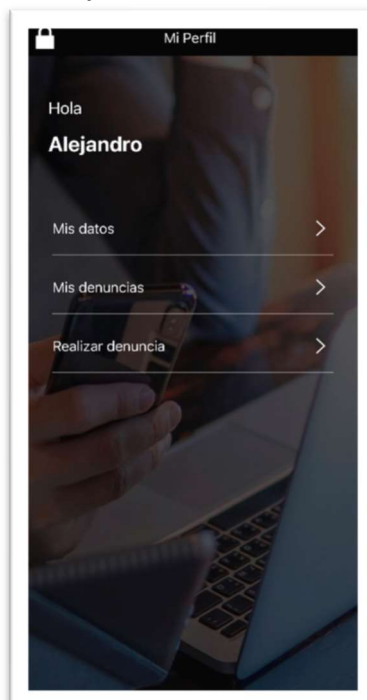 Mi Perfil
Hola
Alejandro
Mis datos
Mis denuncias
Realizar denuncia